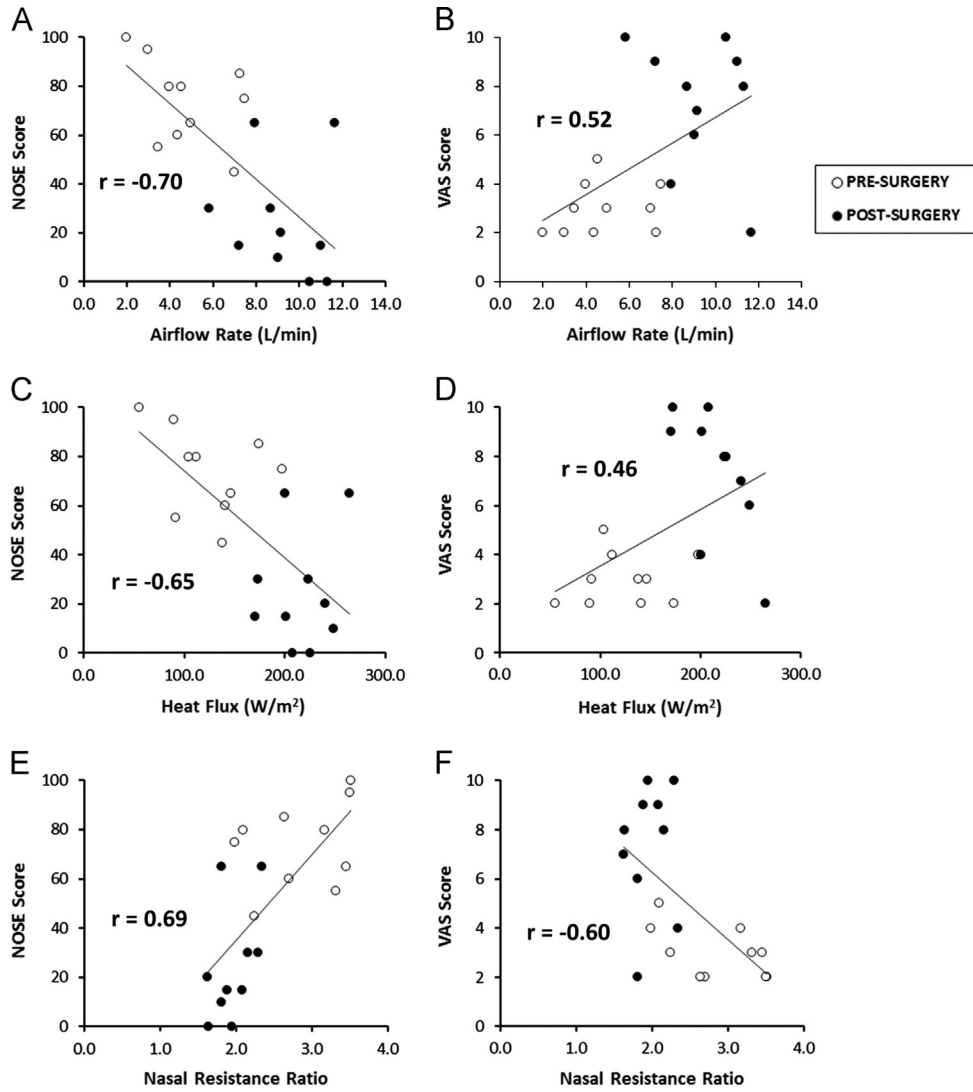 A
B
100
80
60
40
20
0
NOSE Score
r = -0.70
0.0 2.0 4.0 6.0 8.0 10.0 12.0 14.0
Airflow Rate (L/min)
10
8
6
4
2
0
VAS Score
r = 0.52
0.0 2.0 4.0 6.0 8.0 10.0 12.0 14.0
Airflow Rate (L/min)
PRE-SURGERY
POST-SURGERY
C
D
100
80
60
40
20
0
NOSE Score
r = -0.65
0.0 100.0 200.0 300.0
Heat Flux (W/m²)
10
8
6
4
2
0
VAS Score
r = 0.46
0.0 100.0 200.0 300.0
Heat Flux (W/m²)
E
F
100
80
60
40
20
0
NOSE Score
r = 0.69
0.0 1.0 2.0 3.0 4.0
Nasal Resistance Ratio
10
8
6
4
2
0
VAS Score
r = -0.60
0.0 1.0 2.0 3.0 4.0
Nasal Resistance Ratio